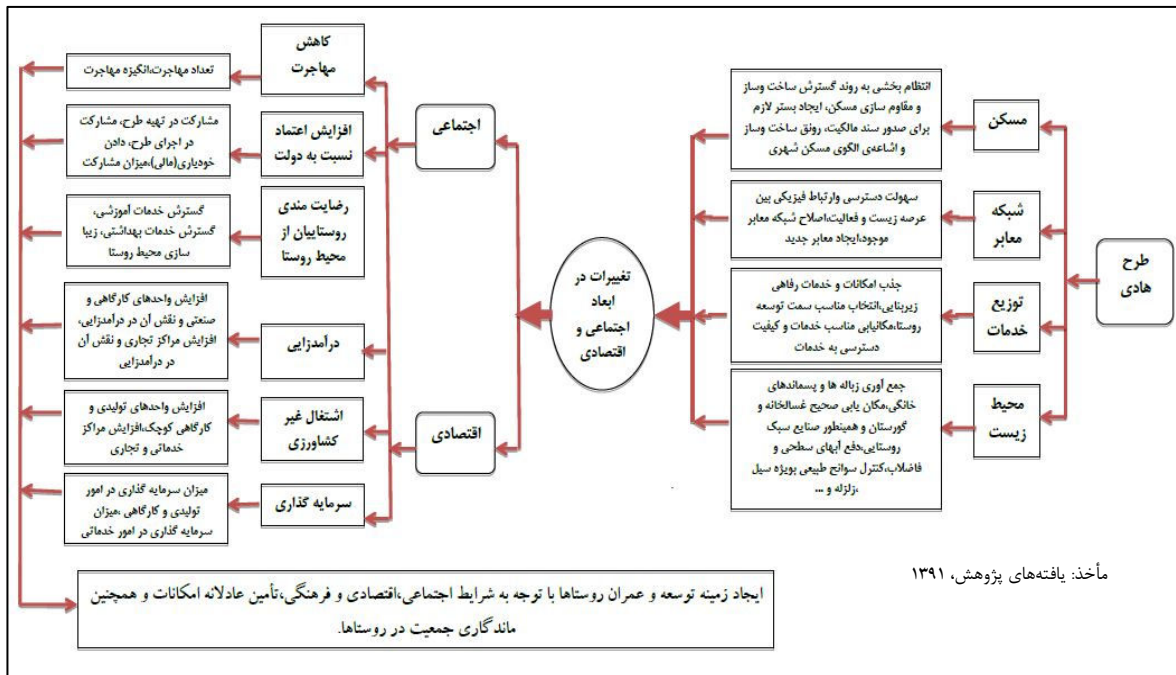 طرح
هادی
مسکن
انتظام بخشی به روند گسترش ساخت وساز
و مقاوم سازی مسکن، ایجاد بستر لازم
برای صدور سند مالکیت، رونق ساخت وساز
و اشاعه‌ی الگوی مسکن شهری
شبکه
معابر
سهولت دسترسی وارتباط فیزیکی بین
عرصه زیست و فعالیت،اصلاح شبکه معابر
موجود،ایجاد معابر جدید
توزیع
خدمات
جذب امکانات و خدمات رفاهی
زیربنایی،انتخاب مناسب سمت توسعه
روستا،مکانیابی مناسب خدمات و کیفیت
دسترسی به خدمات
محیط
زیست
جمع آوری زباله ها و پسماندهای
خانگی،مکان یابی صحیح غسالخانه و
گورستان و همینطور صنایع سبک
روستایی،دفع آبهای سطحی و
فاضلاب،کنترل سوانح طبیعی بویژه سیل
،زلزله و ...
تغییرات در
ابعاد
اجتماعی و
اقتصادی
اجتماعی
کاهش
مهاجرت
تعداد مهاجرت،انگیزه مهاجرت
افزایش اعتماد
نسبت به دولت
مشارکت در تهیه طرح، مشارکت
در اجرای طرح، دادن
خودیاری(مالی)،میزان مشارکت
رضایت مندی
روستاییان از
محیط روستا
گسترش خدمات آموزشی،
گسترش خدمات بهداشتی، زیبا
سازی محیط روستا
اقتصادی
درآمدزایی
افزایش واحدهای کارگاهی و
صنعتی و نقش آن در درآمدزایی،
افزایش مراکز تجاری و نقش آن
در درآمدزایی
اشتغال غیر
کشاورزی
افزایش واحدهای تولیدی و
کارگاهی کوچک،افزایش مراکز
خدماتی و تجاری
سرمایه گذاری
میزان سرمایه گذاری در امور
تولیدی و کارگاهی ،میزان
سرمایه گذاری در امور خدماتی
ایجاد زمینه توسعه و عمران روستاها با توجه به شرایط اجتماعی،اقتصادی و فرهنگی،تأمین عادلانه امکانات و همچنین
ماندگاری جمعیت در روستاها.
مأخذ: یافته‌های پژوهش، ۱۳۹۱